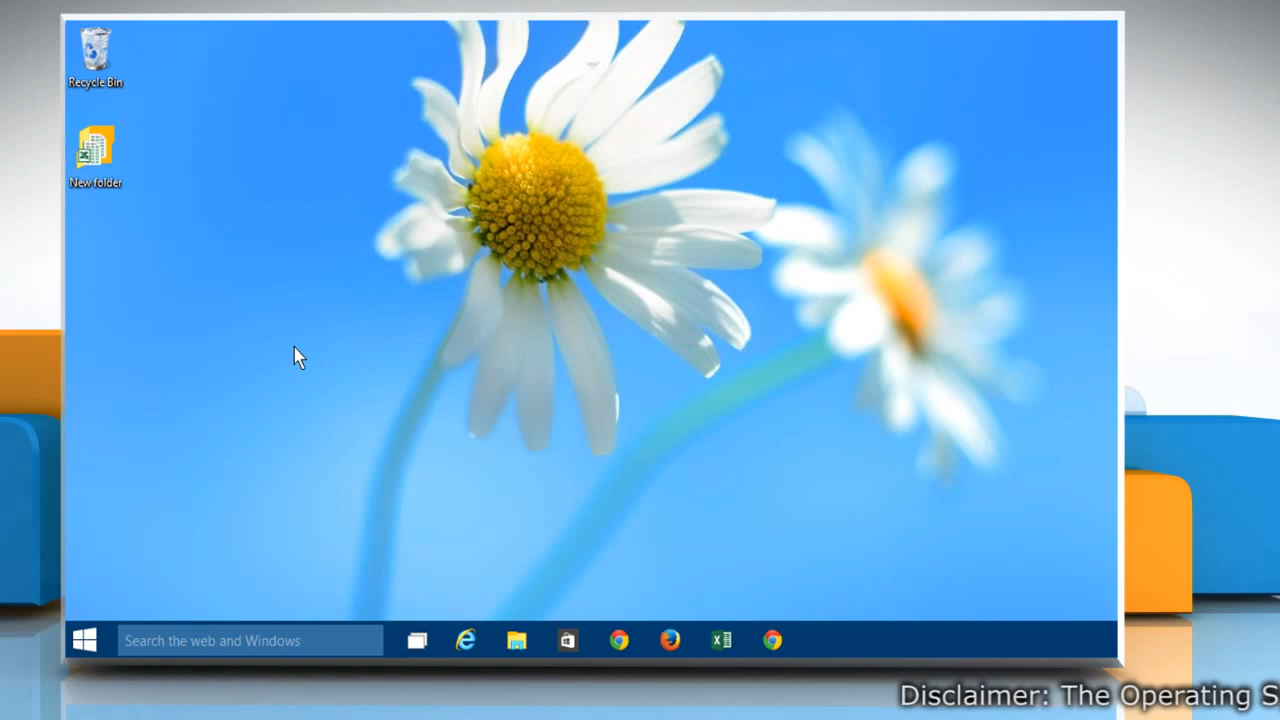 Recycle Bin
New folder
Search the web and Windows
Disclaimer: The Operating S